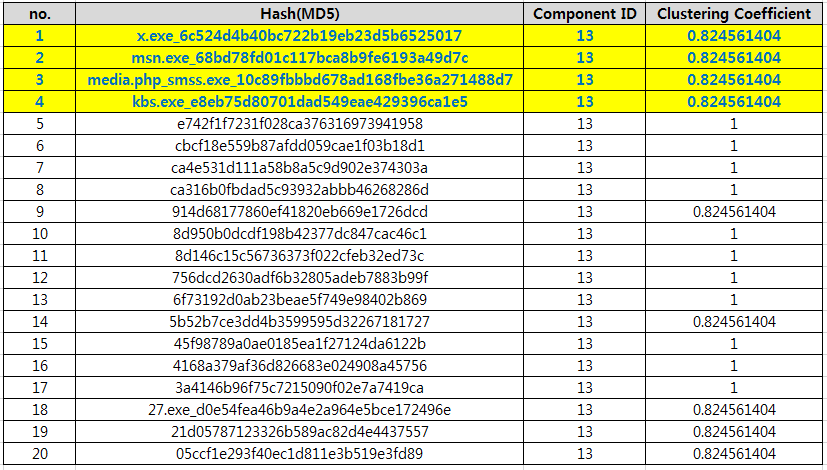 no. Hash(MD5) Component ID Clustering Coefficient
1 x.exe_6c524d4b40bc722b19eb23d5b6525017 13 0.824561404
2 msn.exe_68bd78fd01c117bca8b9fe6193a49d7c 13 0.824561404
3 media.php_smss.exe_10c89fbbbd678ad168fbe36a271488d7 13 0.824561404
4 kbs.exe_e8eb75d80701dad549eae429396ca1e5 13 0.824561404
5 e742f1f7231f028ca376316973941958 13 1
6 cbcf18e559b87afdd059cae1f03b18d1 13 1
7 ca4e531d111a58b8a5c9d902e374303a 13 1
8 ca316b0fbdad5c93932abbb46268286d 13 1
9 914d68177860ef41820eb669e1726dcd 13 0.824561404
10 8d950b0dcdf198b42377dc847cac46c1 13 1
11 8d146c15c56736373f022cfeb32ed73c 13 1
12 756dcd2630adf6b32805adeb7883b99f 13 1
13 6f73192d0ab23beae5f749e98402b869 13 1
14 5b52b7ce3dd4b3599595d32267181727 13 0.824561404
15 45f98789a0ae0185ea1f27124da6122b 13 1
16 4168a379af36d826683e024908a45756 13 1
17 3a4146b96f75c7215090f02e7a7419ca 13 1
18 27.exe_d0e54fea46b9a4e2a964e5bce172496e 13 0.824561404
19 21d05787123326b589ac82d4e4437557 13 0.824561404
20 05ccf1e293f40ec1d811e3b519e3fd89 13 0.824561404